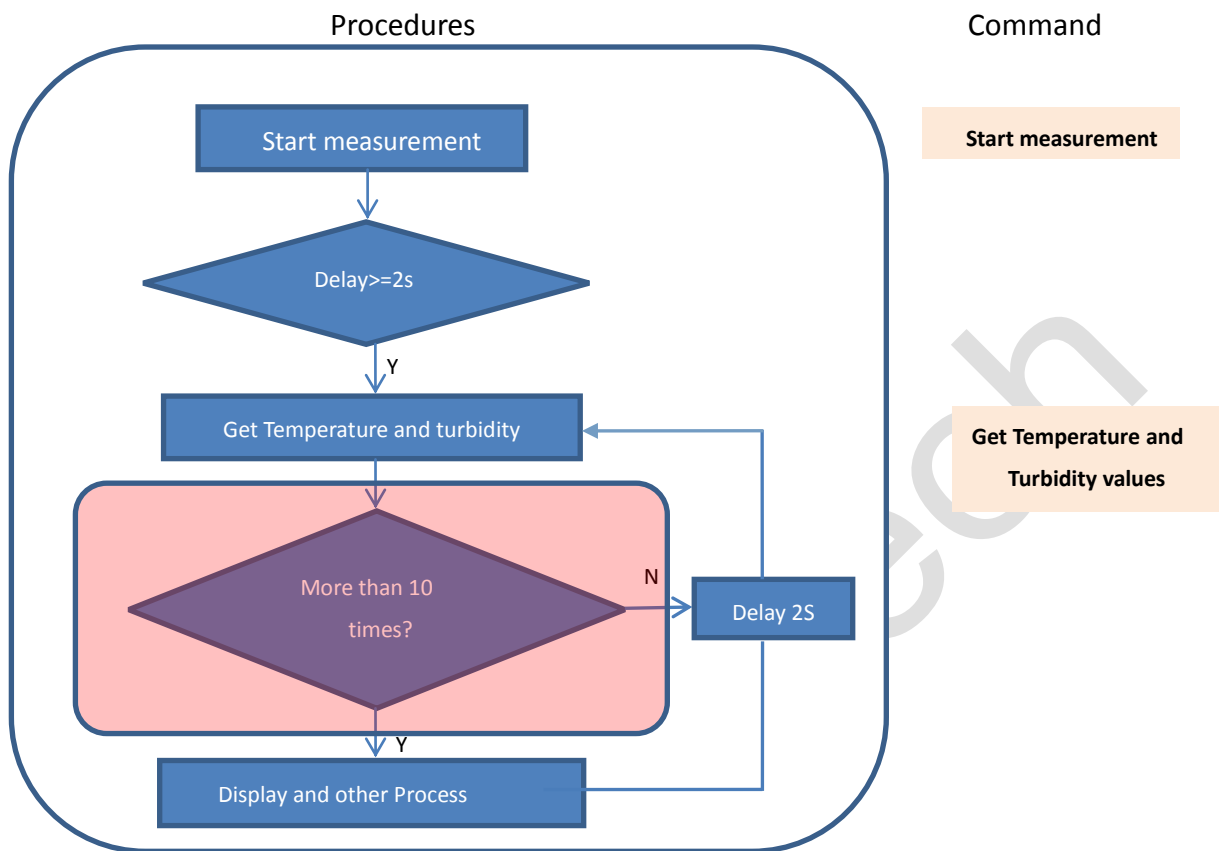 Procedures
Command
Start measurement
Start measurement
Delay>=2s
Y
Get Temperature and turbidity
Get Temperature and
Turbidity values
More than 10
times?
N
Delay 2S
Y
Display and other Process
ech